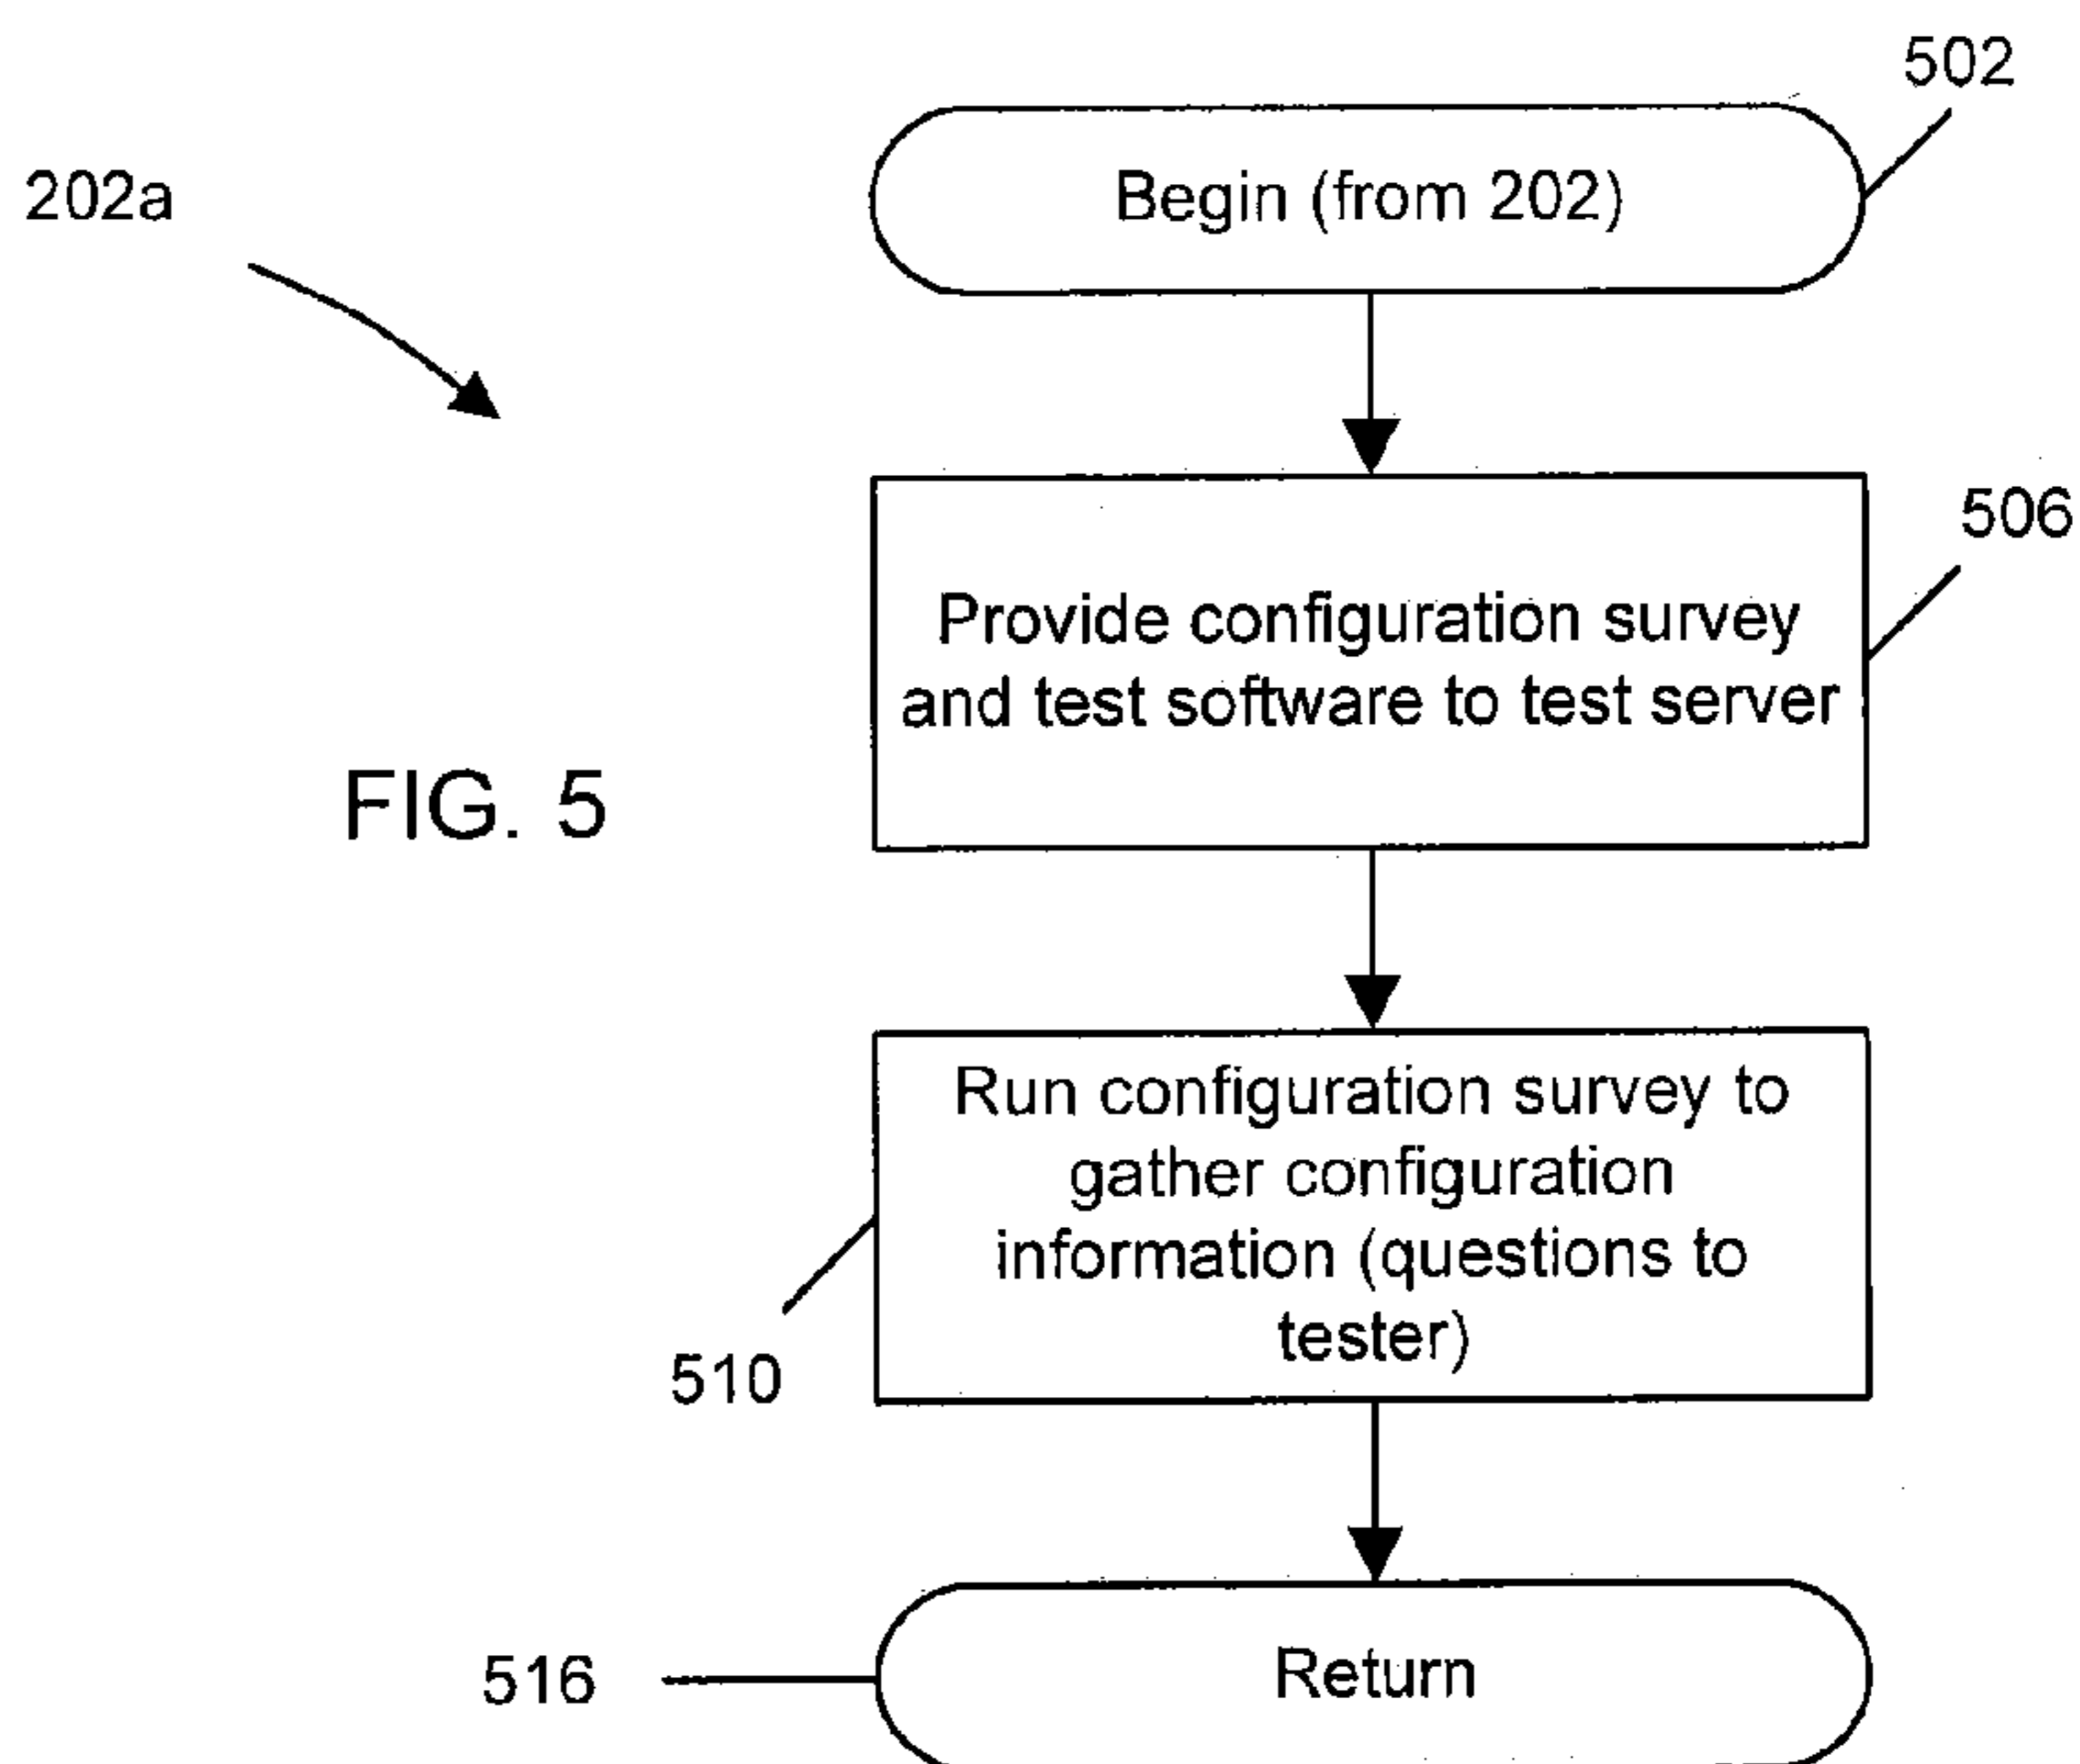 502
202a
Begin (from 202)
506
Provide configuration survey
and test software to test server
FIG. 5
Run configuration survey to
gather configuration
information (questions to
tester)
510
516
Return